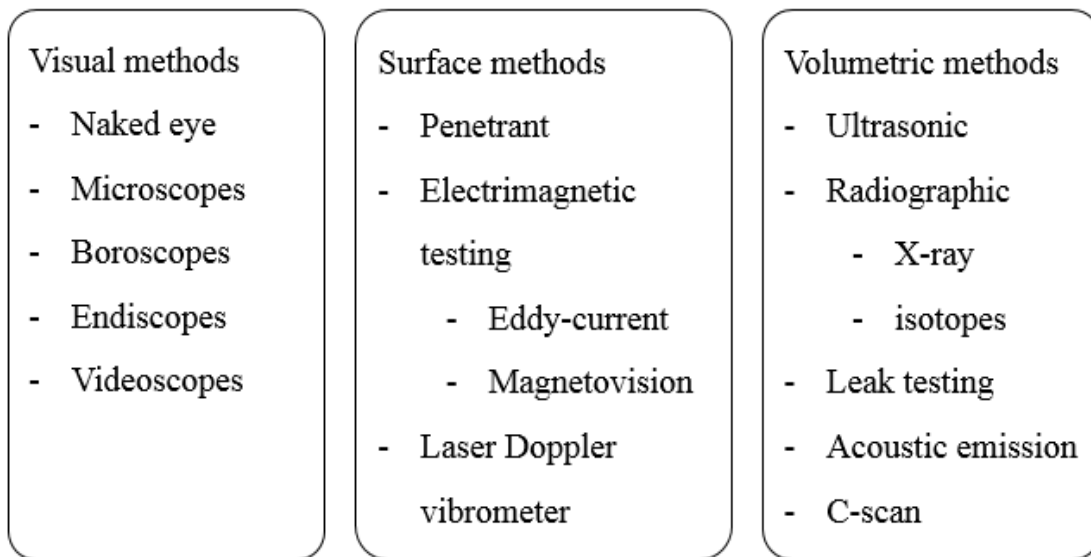 Visual methods
- Naked eye
- Microscopes
- Boroscopes
- Endiscopes
- Videoscopes
Surface methods
- Penetrant
- Electrimagnetic
testing
- Eddy-current
- Magnetovision
- Laser Doppler
vibrometer
Volumetric methods
- Ultrasonic
- Radiographic
- X-ray
- isotopes
- Leak testing
- Acoustic emission
- C-scan